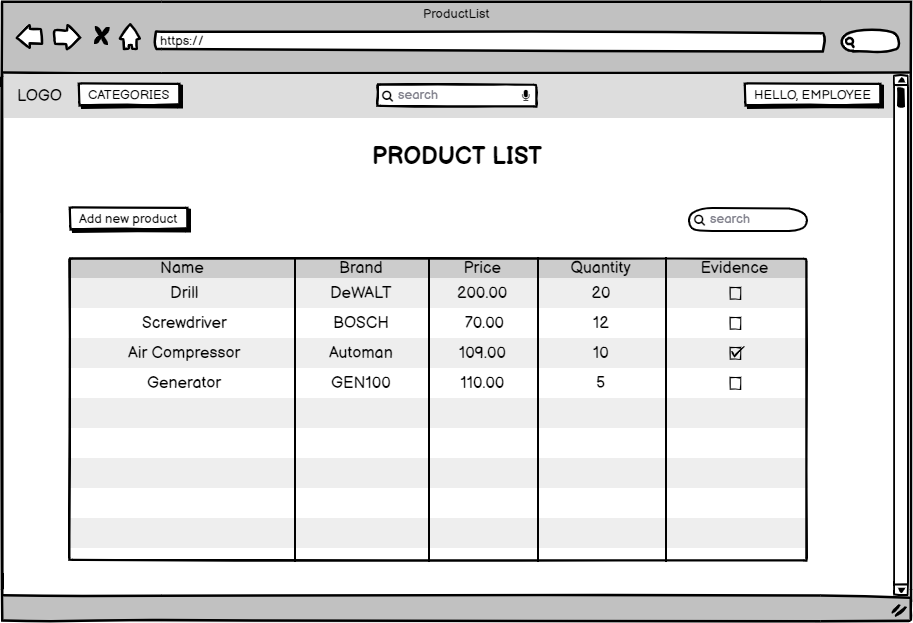 ProductList
https://
LOGO CATEGORIES search HELLO, EMPLOYEE
PRODUCT LIST
Add new product search
Name Brand Price Quantity Evidence
Drill DeWALT 200.00 20
Screwdriver BOSCH 70.00 12
Air Compressor Automan 109.00 10
Generator GEN100 110.00 5